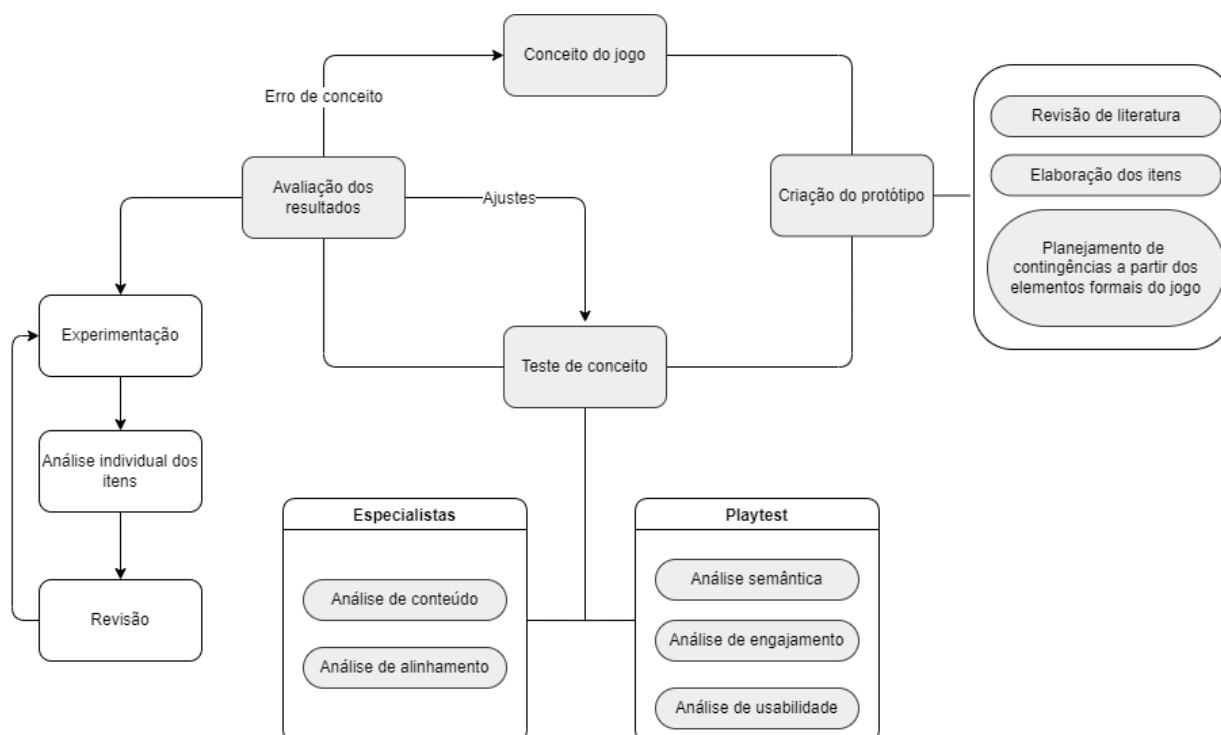 Conceito do jogo
Erro de conceito
Revisão de literatura
Avaliação dos
resultados
Ajustes
Criação do protótipo
Elaboração dos itens
Planejamento de
contingências a partir dos
elementos formais do jogo
Experimentação
Teste de conceito
Análise individual dos
itens
Especialistas
Playtest
Análise semântica
Análise de conteúdo
Revisão
Análise de engajamento
Análise de alinhamento
Análise de usabilidade